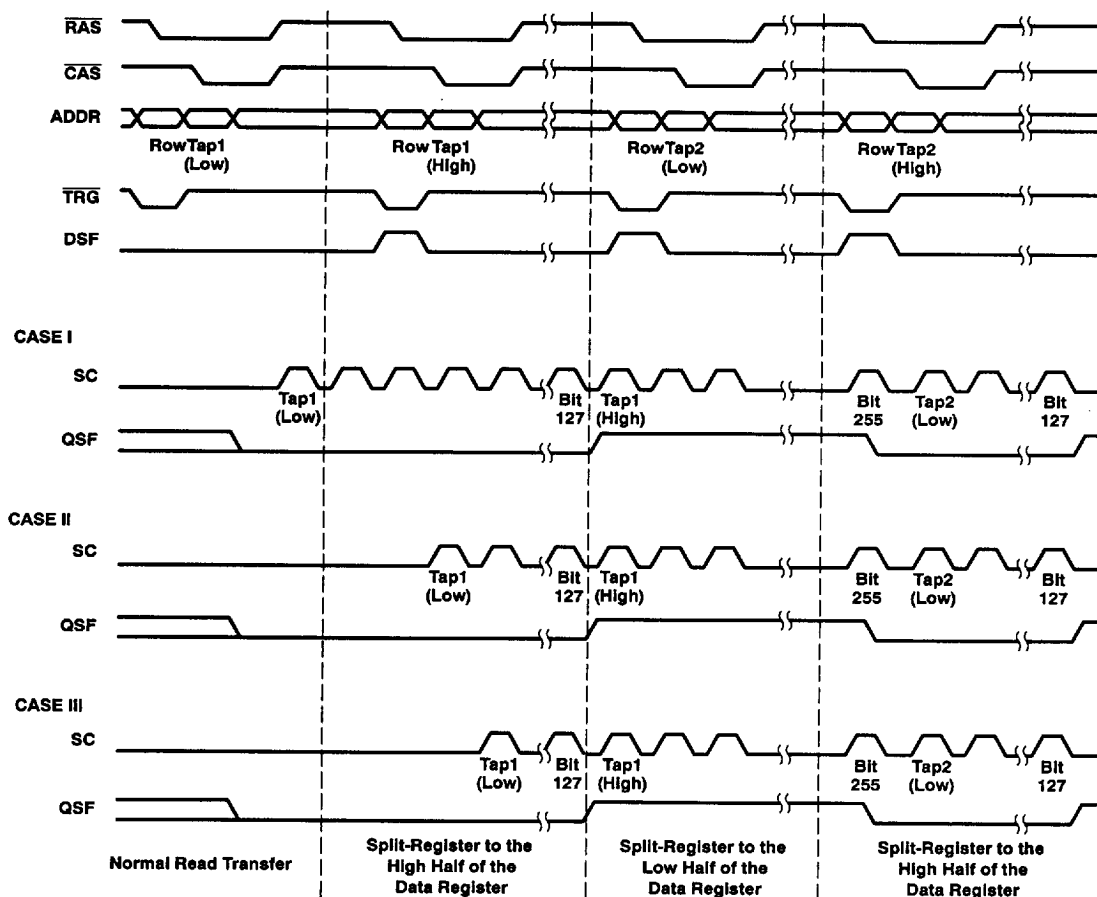 RAS
CAS
ADDR
RowTap1 RowTap1 RowTap2 RowTap2
(Low) (High) (Low) (High)
TRG
DSF
CASE I
SC
Tap1 Bit Tap1 Bit Tap2 Bit
(Low) 127 (High) 255 (Low) 127
QSF
CASE II
SC
Tap1 Bit Tap1 Bit Tap2 Bit
(Low) 127 (High) 255 (Low) 127
QSF
CASE III
SC
Tap1 Bit Tap1 Bit Tap2 Bit
(Low) 127 (High) 255 (Low) 127
QSF
Normal Read Transfer
Split-Register to the
High Half of the
Data Register
Split-Register to the
Low Half of the
Data Register
Split-Register to the
High Half of the
Data Register